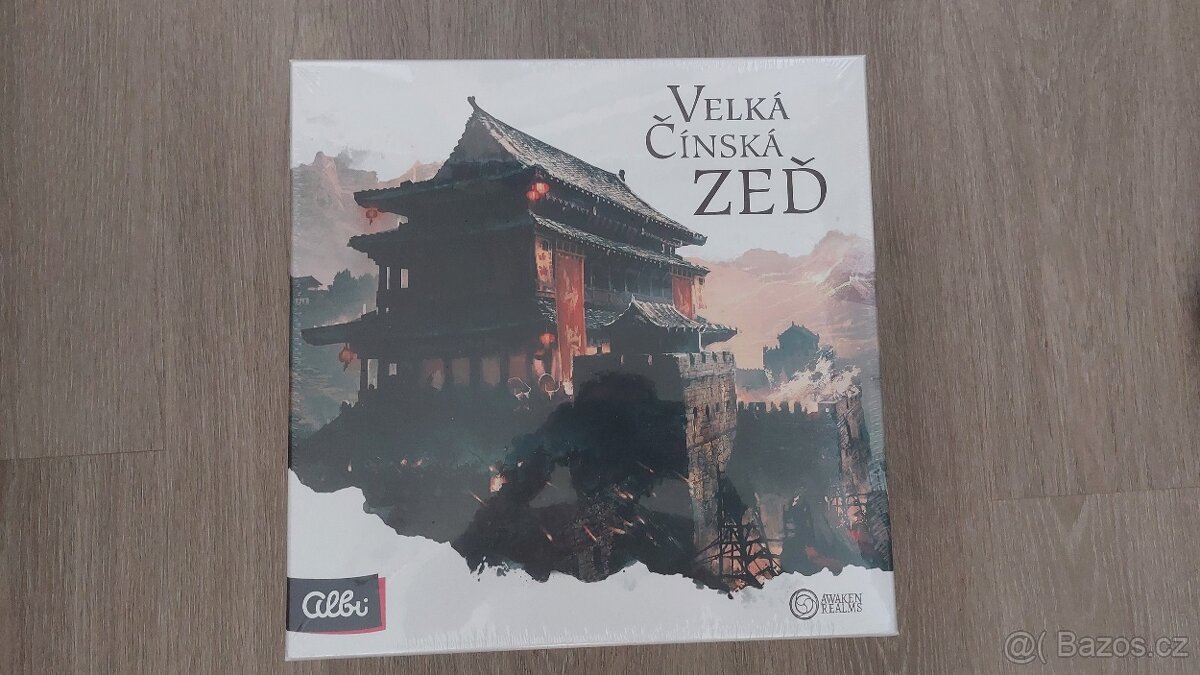 VELKÁ
ČÍNSKÁ
ZEĎ
albi
AWAKEN
REALMS
@( Bazos.cz